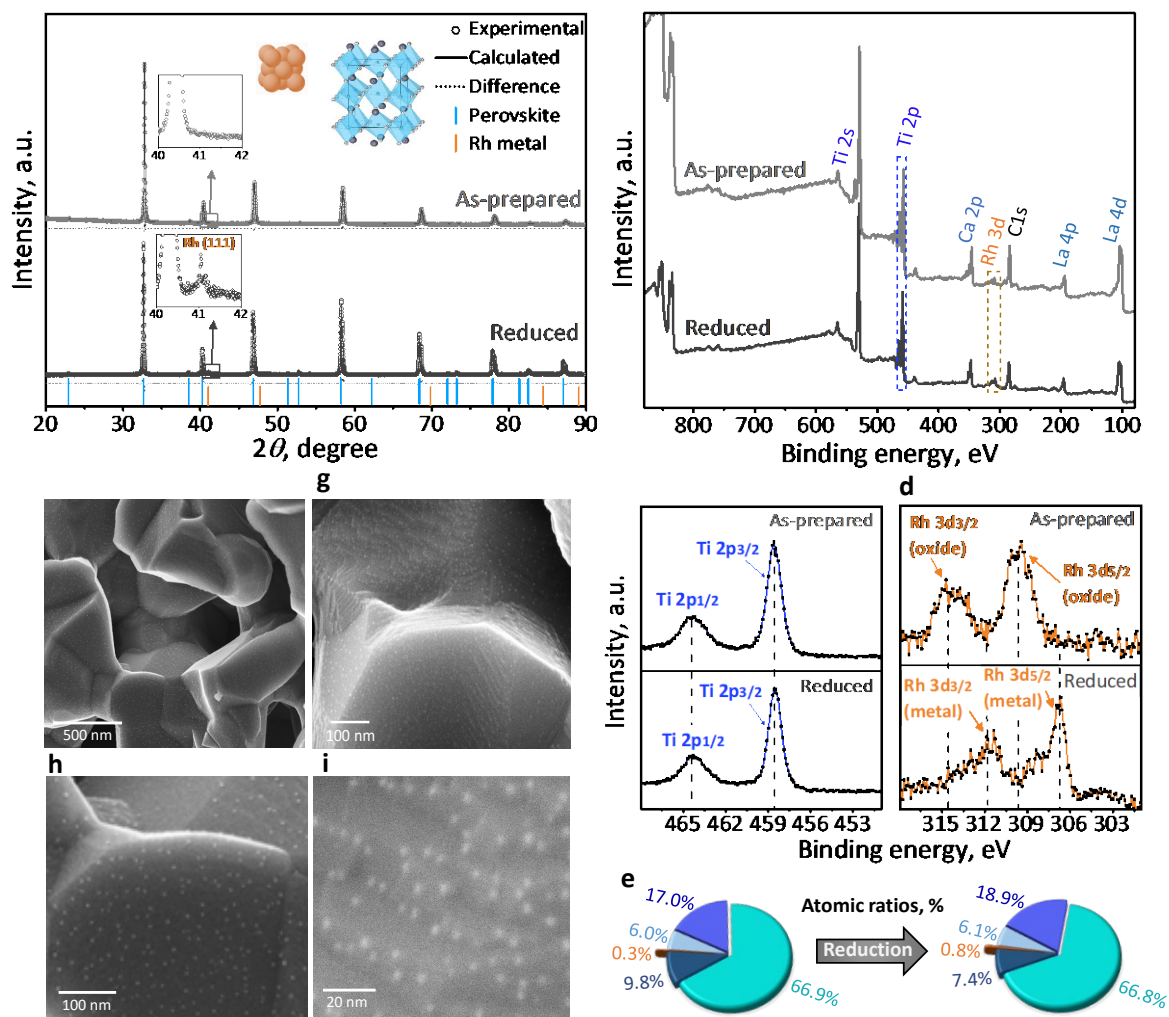 Intensity, a.u.
Experimental
Calculated
Difference
Perovskite
Rh metal
40 41 42
As-prepared
Rh (111)
40 41 42
Reduced
20 30 40 50 60 70 80 90
2θ, degree
Intensity, a.u.
As-prepared
Ti 2s
Ti 2p
Ca 2p
Rh 3d
C1s
La 4p
La 4d
Reduced
800 700 600 500 400 300 200 100
Binding energy, eV
g
500 nm
100 nm
h
i
100 nm
20 nm
d
Intensity, a.u.
As-prepared
Ti 2p3/2
Ti 2p1/2
Reduced
Ti 2p3/2
Ti 2p1/2
465 462 459 456 453
Rh 3d3/2
(oxide)
As-prepared
Rh 3d5/2
(oxide)
Rh 3d5/2
(metal)
Reduced
Rh 3d3/2
(metal)
315 312 309 306 303
Binding energy, eV
e
17.0%
6.0%
0.3%
9.8%
66.9%
Atomic ratios, %
Reduction
18.9%
6.1%
0.8%
7.4%
66.8%